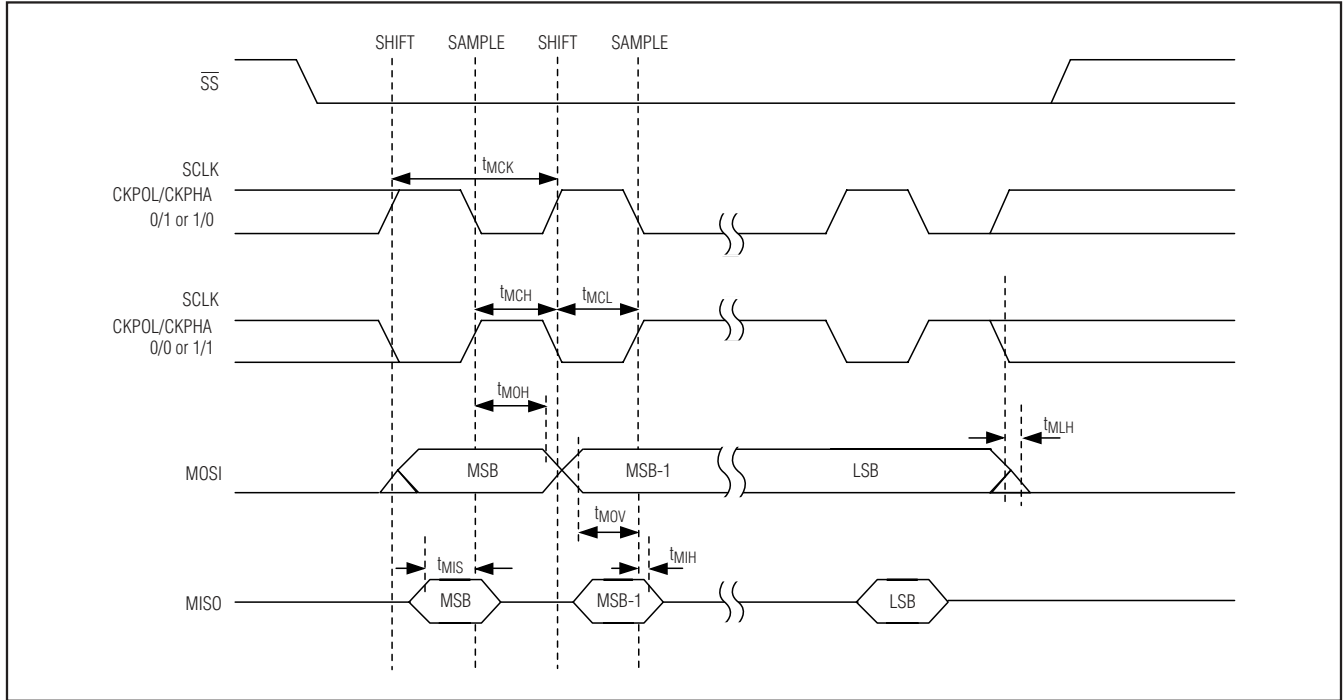 SHIFT SAMPLE SHIFT SAMPLE
SS
SCLK
CKPOL/CKPHA
0/1 or 1/0
tMCK
SCLK
CKPOL/CKPHA
0/0 or 1/1
tMCH tMCL
tMOH
tMLH
MOSI MSB MSB-1 LSB
tMOV
tMIS tMIH
MISO MSB MSB-1 LSB